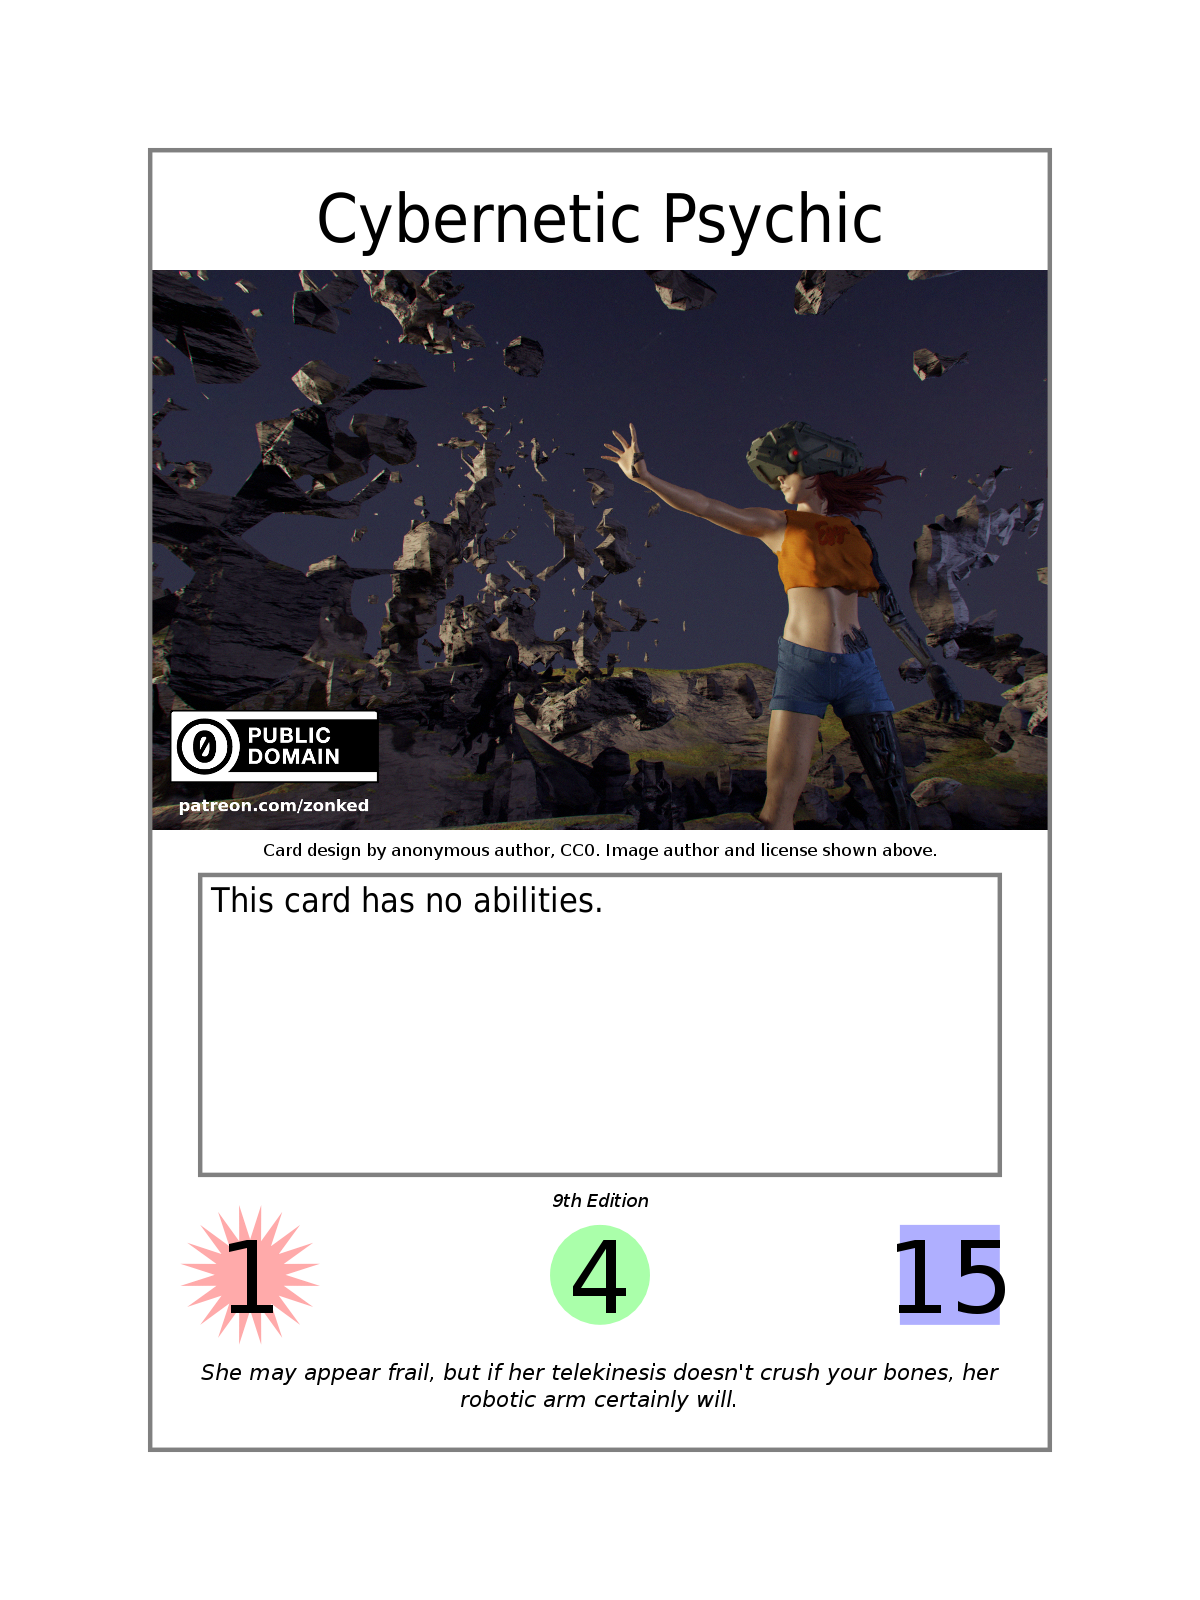 Cybernetic Psychic
PUBLIC
DOMAIN
patreon.com/zonked
Card design by anonymous author, CC0. Image author and license shown above.
This card has no abilities.
9th Edition
1
4
15
She may appear frail, but if her telekinesis doesn't crush your bones, her
robotic arm certainly will.